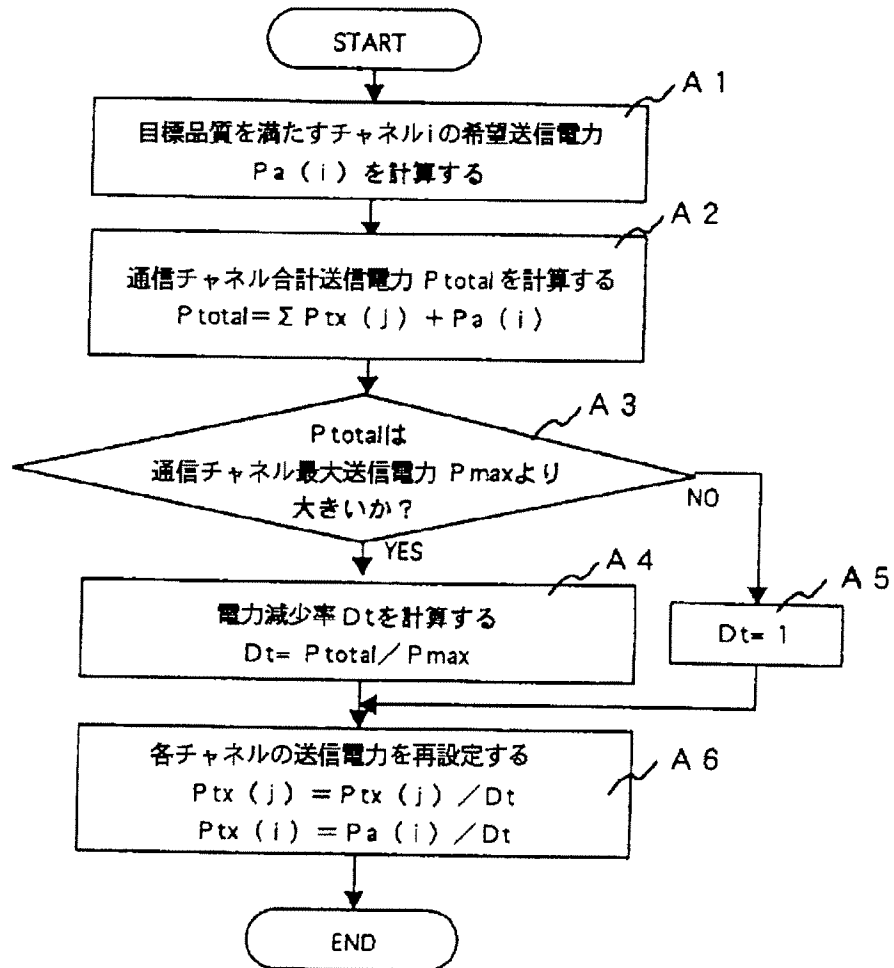 START
A 1
目標品質を満たすチャネルiの希望送信電力
Pa (i) を計算する
A 2
通信チャネル合計送信電力 Ptotalを計算する
Ptotal=Σ Ptx (j) +Pa (i)
A 3
Ptotalは
通信チャネル最大送信電力 Pmaxより
大きいか?
NO
YES
A 4
電力減少率Dtを計算する
Dt= Ptotal/Pmax
A 5
Dt= 1
A 6
各チャネルの送信電力を再設定する
Ptx (j) =Ptx (j) /Dt
Ptx (i) =Pa (i) /Dt
END